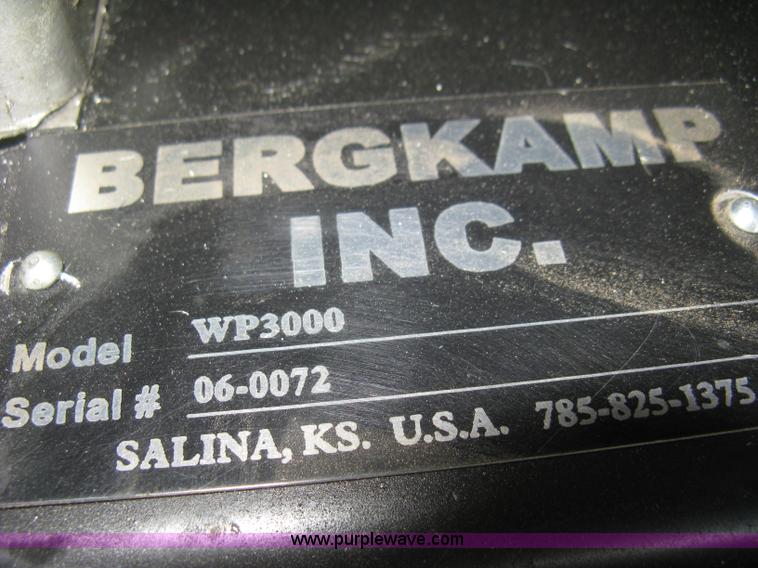 BERGKAMP
INC.
Model WP3000
Serial # 06-0072
SALINA, KS. U.S.A. 785-825-1375
www.purplewave.com